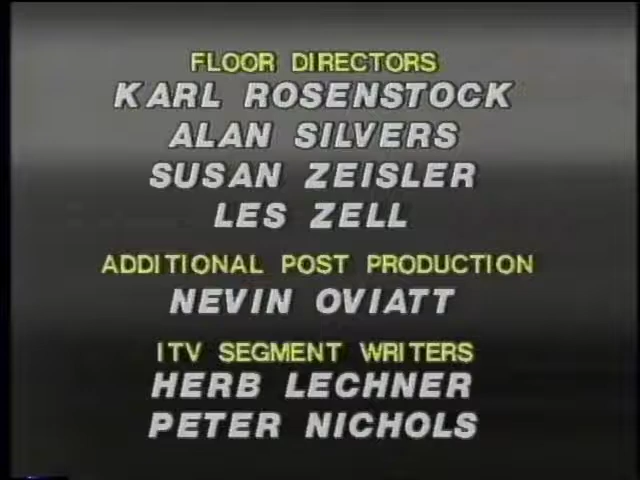 FLOOR DIRECTORS
KARL ROSENSTOCK
ALAN SILVERS
SUSAN ZEISLER
LES ZELL
ADDITIONAL POST PRODUCTION
NEVIN OVIATT
ITV SEGMENT WRITERS
HERB LECHNER
PETER NICHOLS